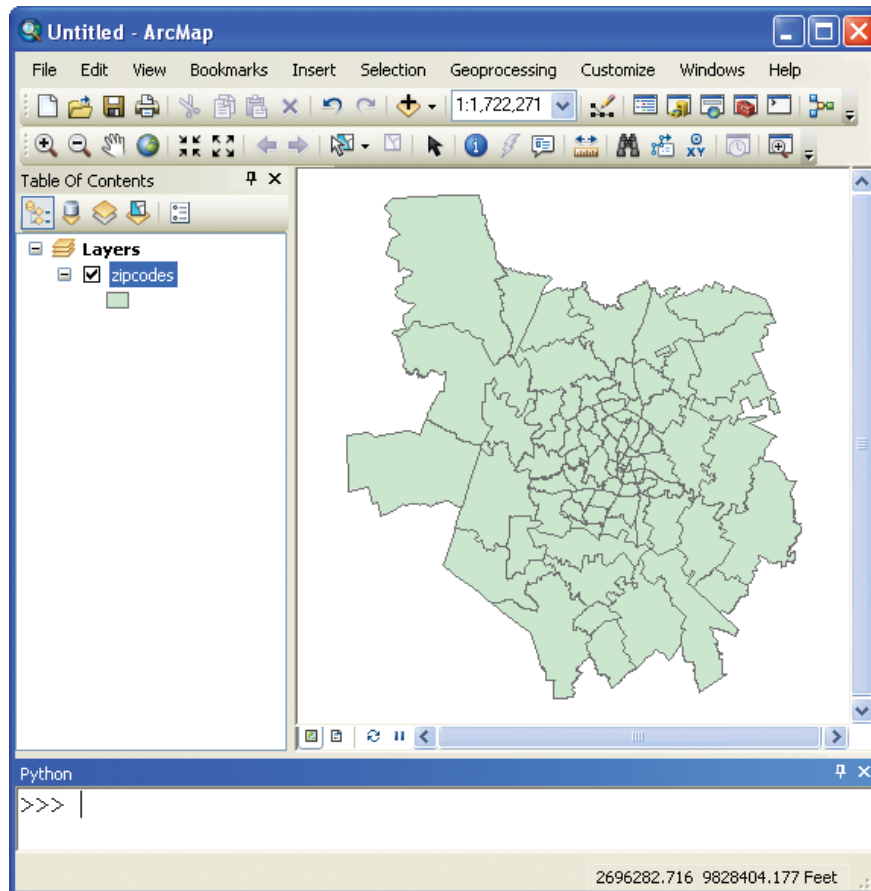 Untitled - ArcMap
File Edit View Bookmarks Insert Selection Geoprocessing Customize Windows Help
1:1,722,271
XY
Table Of Contents
Layers
zipcodes
Python
>>>
2696282.716 9828404.177 Feet